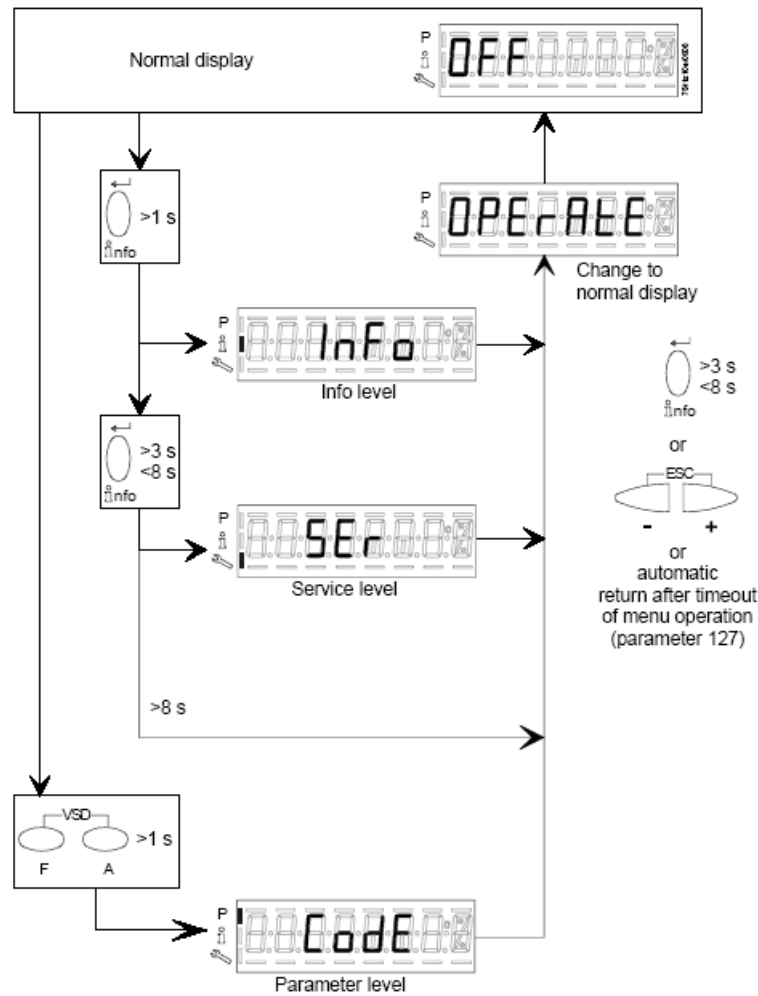 Normal display
P
i
OFF
>1 s
info
P
i
OPErAtE
Change to
normal display
P
i
InFo
Info level
>3 s
<8 s
info
>3 s
<8 s
info
or
ESC
- +
or
automatic
return after timeout
of menu operation
(parameter 127)
P
i
SEr
Service level
>8 s
VSD
>1 s
F A
P
i
CodE
Parameter level